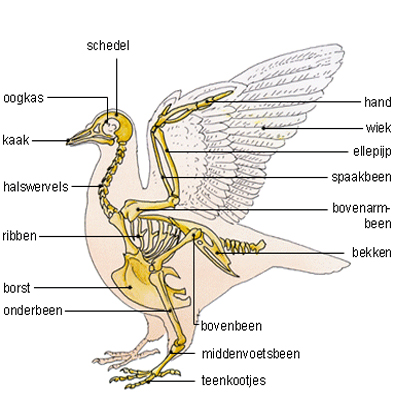 schedel
oogkas
kaak
halswervels
ribben
borst
onderbeen
hand
wiek
ellepijp
spaakbeen
bovenarm-
been
bekken
bovenbeen
middenvoetsbeen
teenkootjes